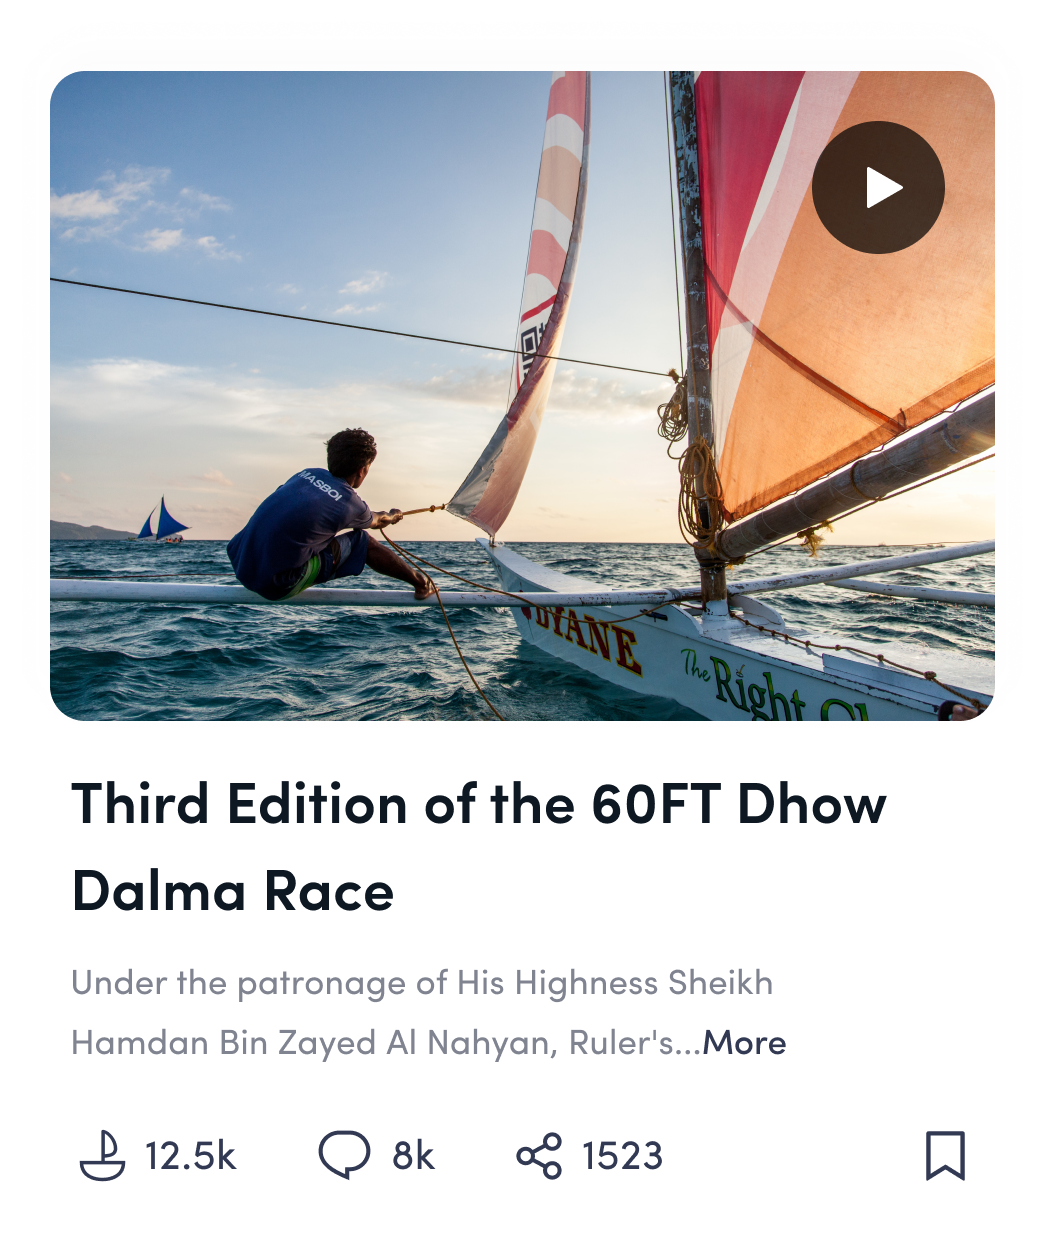 MASBOI
DYANE
The Right
Third Edition of the 60FT Dhow
Dalma Race
Under the patronage of His Highness Sheikh
Hamdan Bin Zayed Al Nahyan, Ruler's...More
12.5k 8k 1523